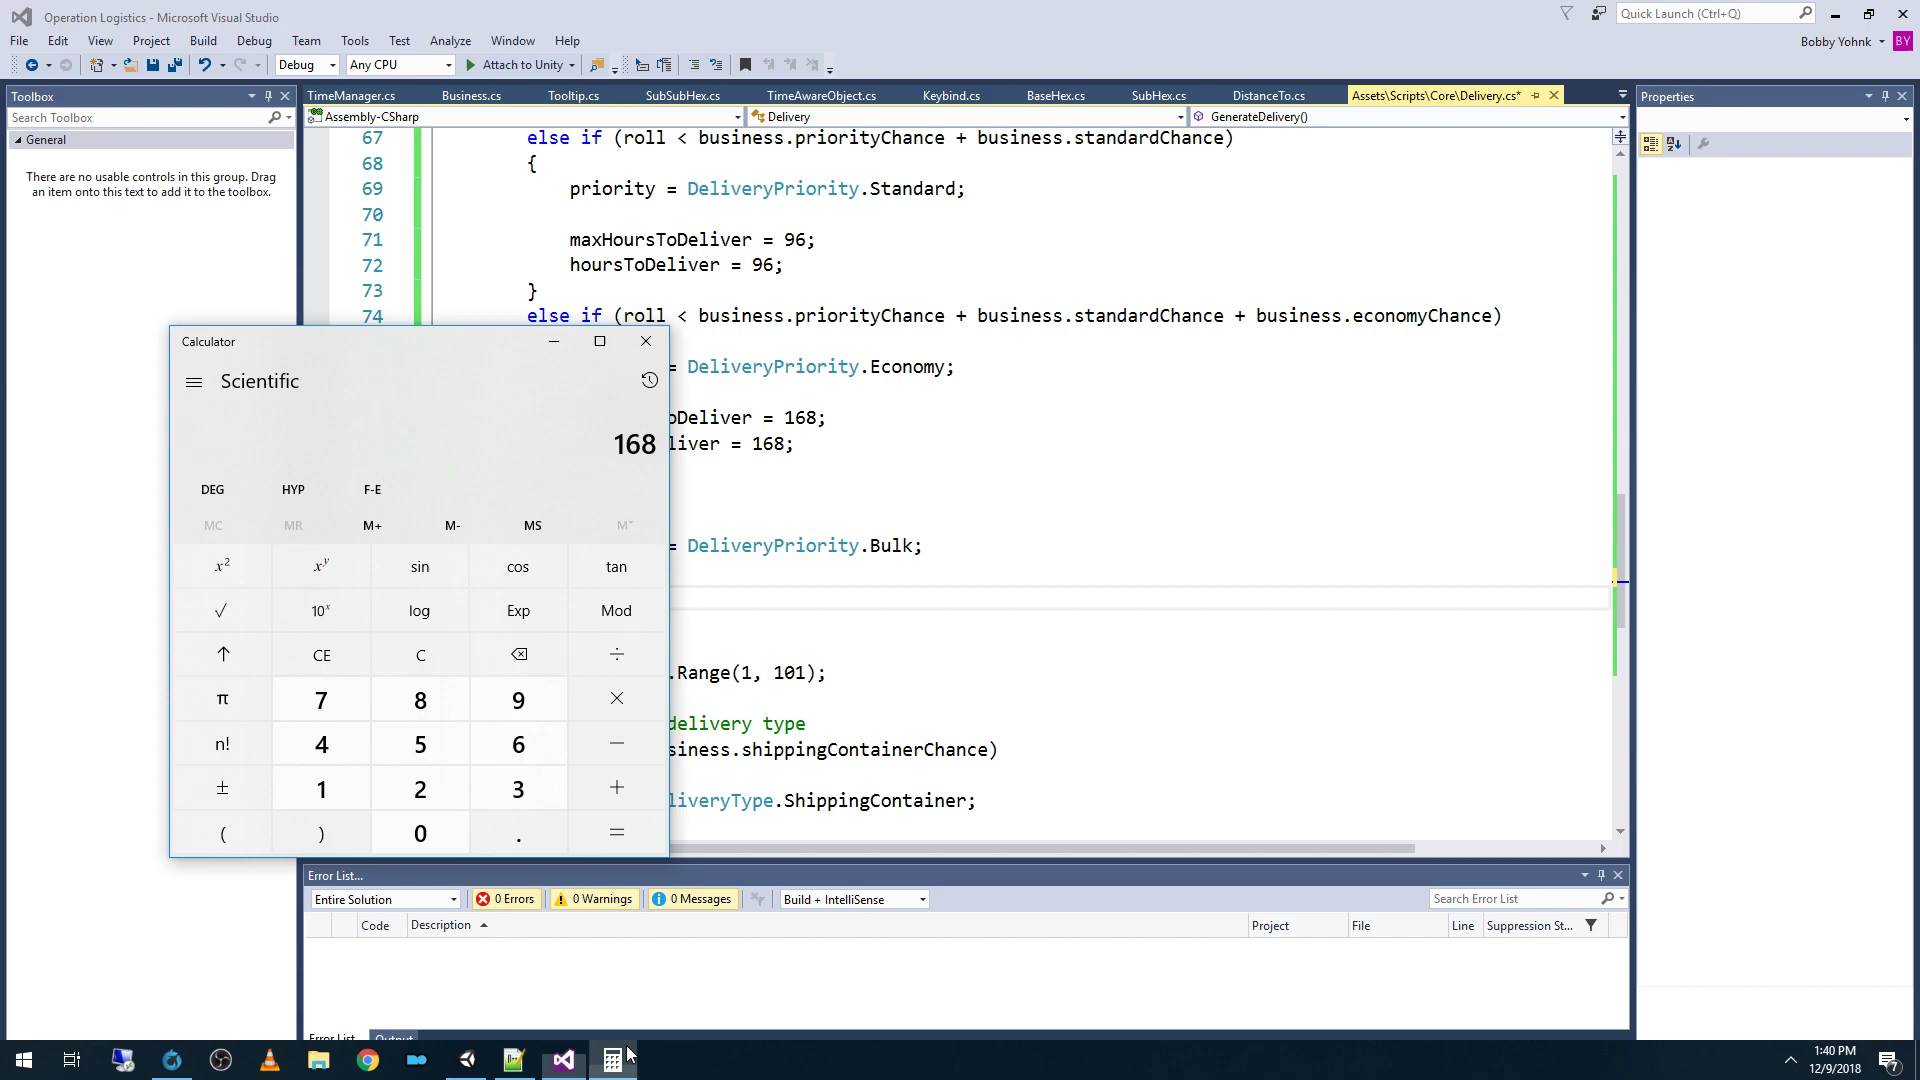 Operation Logistics - Microsoft Visual Studio
Quick Launch (Ctrl+Q)
File Edit View Project Build Debug Team Tools Test Analyze Window Help
Bobby Yohnk BY
Debug Any CPU Attach to Unity
Toolbox
Search Toolbox
General
There are no usable controls in this group. Drag
an item onto this text to add it to the toolbox.
TimeManager.cs Business.cs Tooltip.cs SubSubHex.cs TimeAwareObject.cs Keybind.cs BaseHex.cs SubHex.cs DistanceTo.cs Assets\Scripts\Core\Delivery.cs*
Assembly-CSharp Delivery GenerateDelivery()
67 else if (roll < business.priorityChance + business.standardChance)
68 {
69 priority = DeliveryPriority.Standard;
70
71 maxHoursToDeliver = 96;
72 hoursToDeliver = 96;
73 }
74 else if (roll < business.priorityChance + business.standardChance + business.economyChance)
= DeliveryPriority.Economy;
oDeliver = 168;
liver = 168;
= DeliveryPriority.Bulk;
.Range(1, 101);
delivery type
siness.shippingContainerChance)
liveryType.ShippingContainer;
Calculator
Scientific
168
DEG HYP F-E
MC MR M+ M- MS M˅
x² xʸ sin cos tan
√ 10ˣ log Exp Mod
↑ CE C ⌫ ÷
π 7 8 9 ×
n! 4 5 6 −
± 1 2 3 +
( ) 0 . =
Properties
Error List...
Entire Solution 0 Errors 0 Warnings 0 Messages Build + IntelliSense Search Error List
Code Description Project File Line Suppression St...
Error List Output
1:40 PM
12/9/2018
7